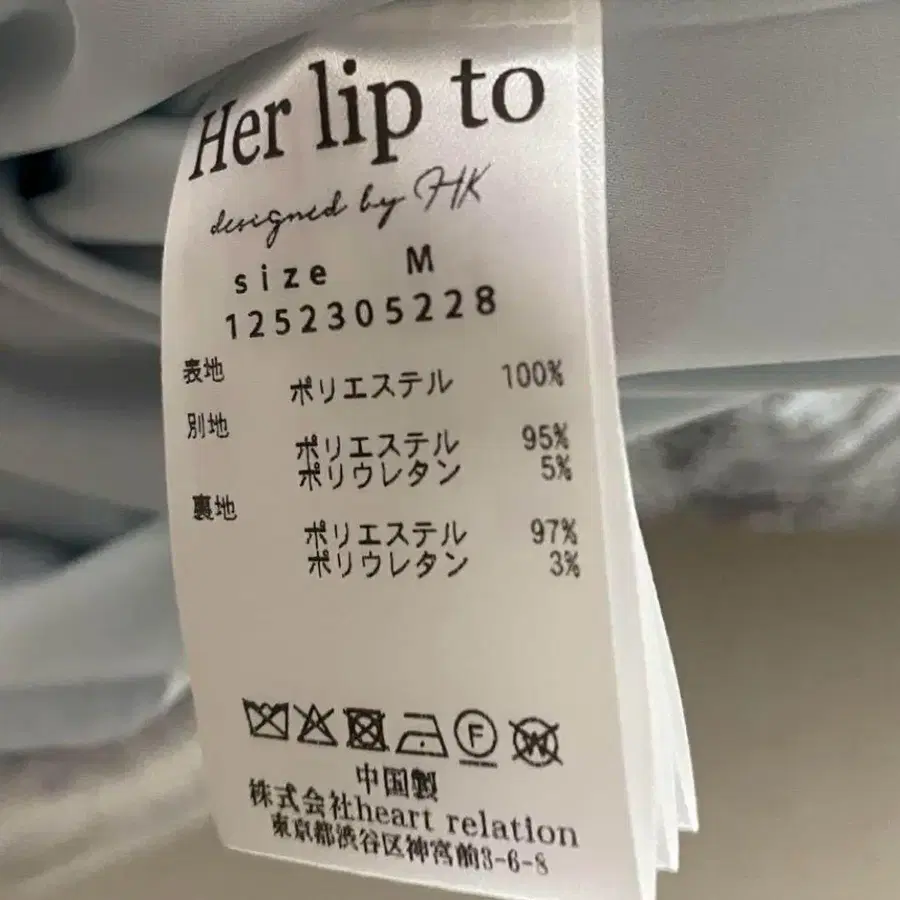 Her lip to
designed by HK
size M
1252305228
表地
ポリエステル 100%
別地
ポリエステル 95%
ポリウレタン 5%
裏地
ポリエステル 97%
ポリウレタン 3%
F W
中国製
株式会社heart relation
東京都渋谷区神宮前3-6-8